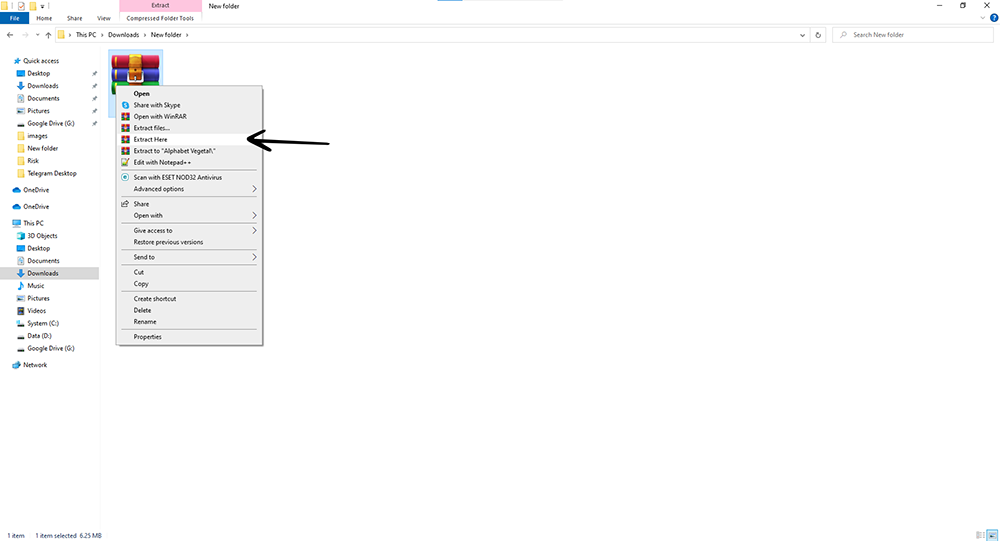 Extract
New folder
File
Home
Share
View
Compressed Folder Tools
This PC > Downloads > New folder >
Search New folder
Quick access
Desktop
Downloads
Documents
Pictures
Google Drive (G:)
images
New folder
Risk
Telegram Desktop
OneDrive
OneDrive
This PC
3D Objects
Desktop
Documents
Downloads
Music
Pictures
Videos
System (C:)
Data (D:)
Google Drive (G:)
Network
Open
Share with Skype
Open with WinRAR
Extract files...
Extract Here
Extract to "Alphabet Vegetal\"
Edit with Notepad++
Scan with ESET NOD32 Antivirus
Advanced options
Share
Open with
Give access to
Restore previous versions
Send to
Cut
Copy
Create shortcut
Delete
Rename
Properties
1 item
1 item selected 6.25 MB